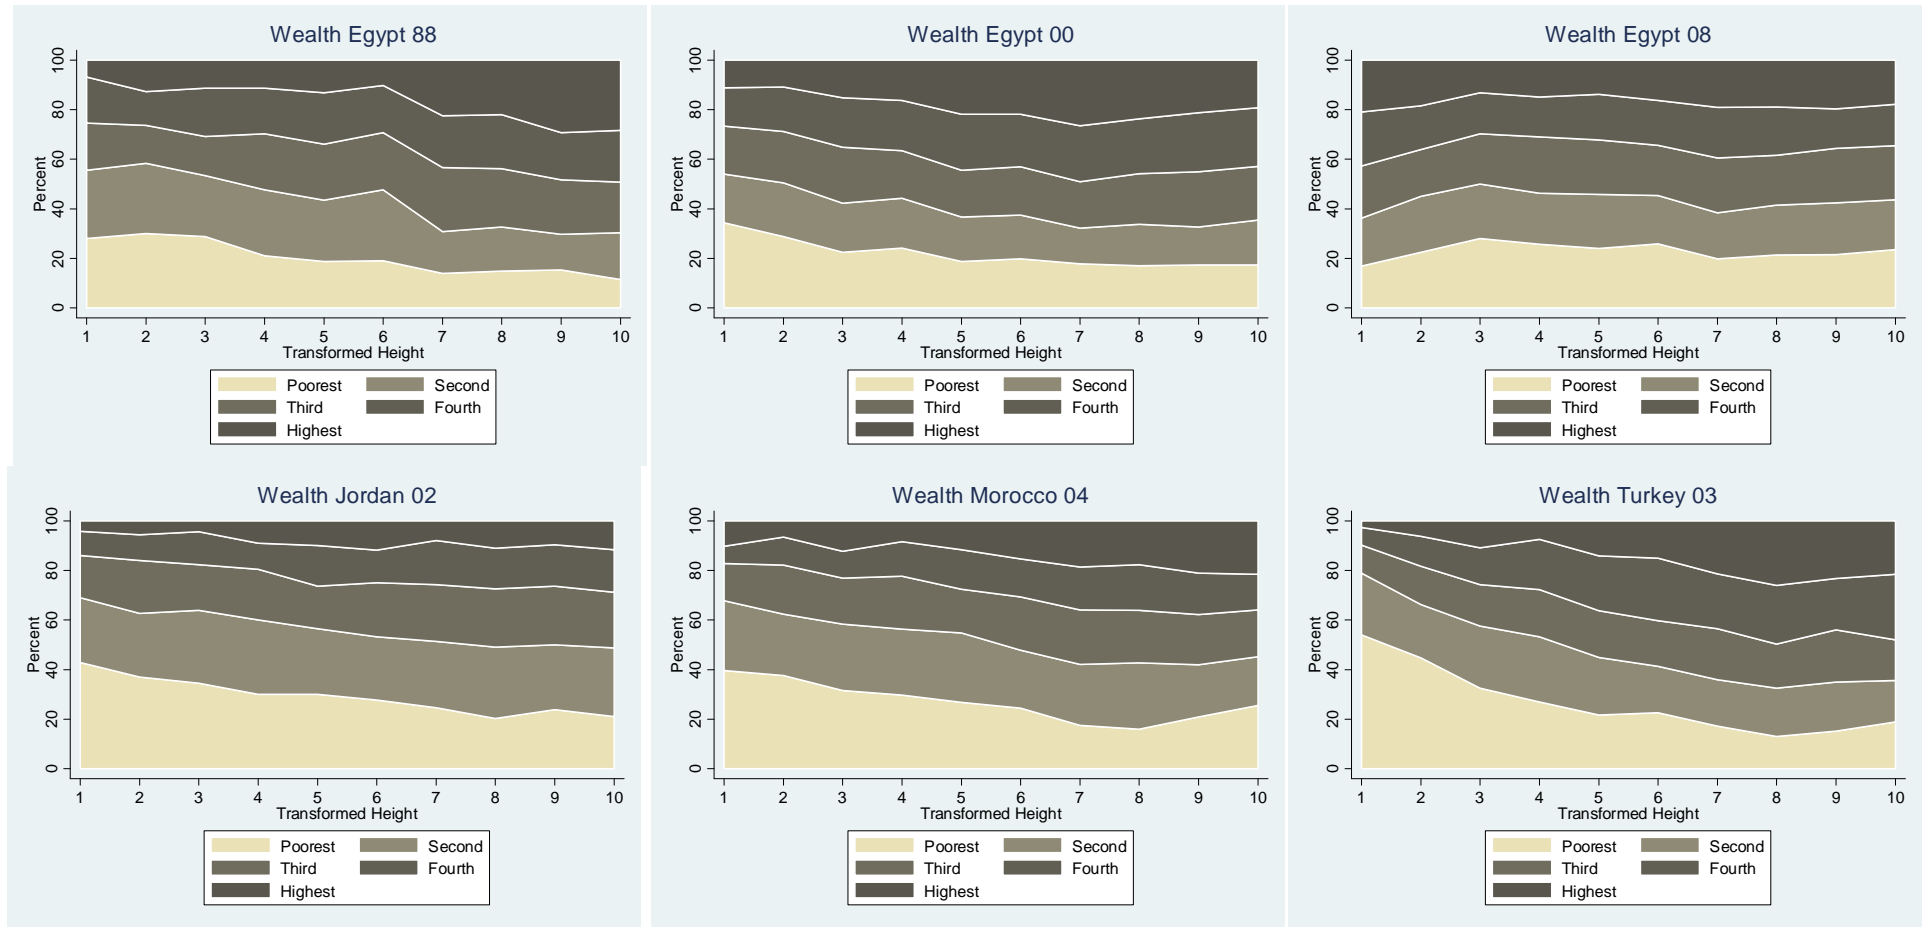 Wealth Egypt 88
Percent
100
80
60
40
20
0
1 2 3 4 5 6 7 8 9 10
Transformed Height
Poorest Second
Third Fourth
Highest
Wealth Egypt 00
Percent
100
80
60
40
20
0
1 2 3 4 5 6 7 8 9 10
Transformed Height
Poorest Second
Third Fourth
Highest
Wealth Egypt 08
Percent
100
80
60
40
20
0
1 2 3 4 5 6 7 8 9 10
Transformed Height
Poorest Second
Third Fourth
Highest
Wealth Jordan 02
Percent
100
80
60
40
20
0
1 2 3 4 5 6 7 8 9 10
Transformed Height
Poorest Second
Third Fourth
Highest
Wealth Morocco 04
Percent
100
80
60
40
20
0
1 2 3 4 5 6 7 8 9 10
Transformed Height
Poorest Second
Third Fourth
Highest
Wealth Turkey 03
Percent
100
80
60
40
20
0
1 2 3 4 5 6 7 8 9 10
Transformed Height
Poorest Second
Third Fourth
Highest